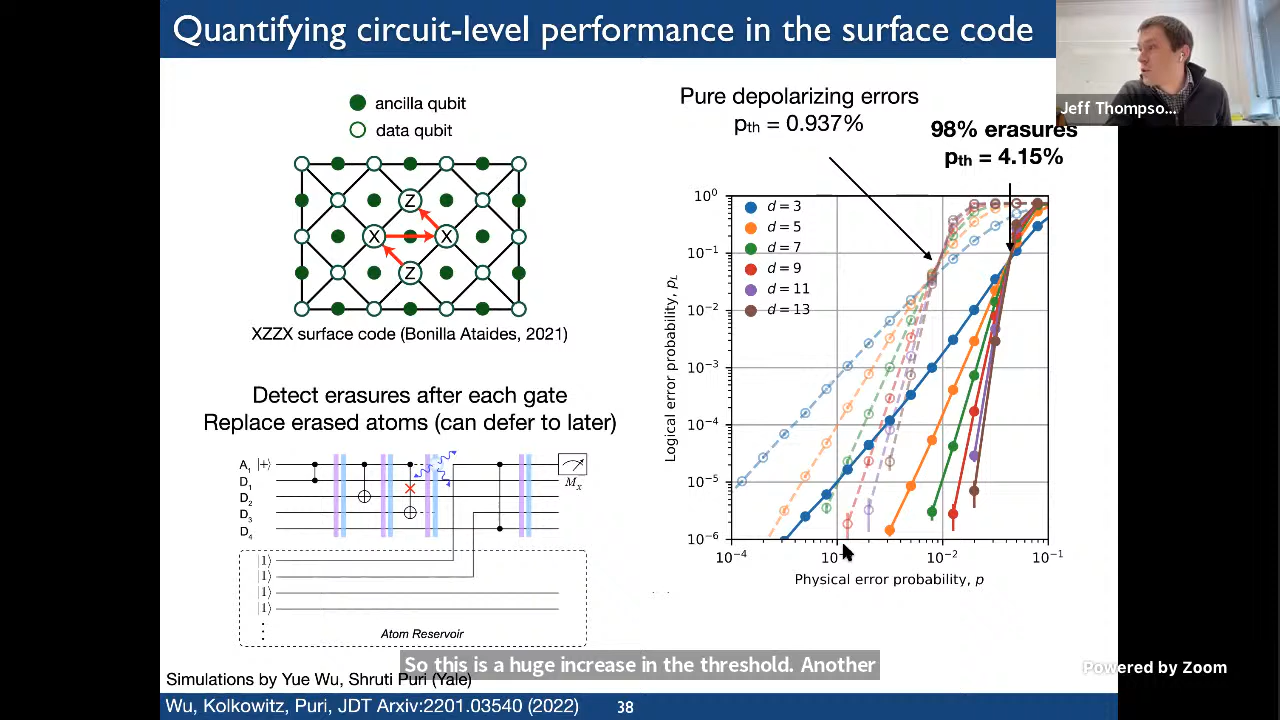 Quantifying circuit-level performance in the surface code
Jeff Thompso...
ancilla qubit
data qubit
Z
X X
Z
XZZX surface code (Bonilla Ataides, 2021)
Detect erasures after each gate
Replace erased atoms (can defer to later)
A₁ |+⟩
D₁
D₂
D₃
D₄
Mₓ
|1⟩
|1⟩
|1⟩
|1⟩
⋮
Atom Reservoir
Pure depolarizing errors
pth = 0.937%
98% erasures
pth = 4.15%
10⁰
10⁻¹
10⁻²
10⁻³
10⁻⁴
10⁻⁵
10⁻⁶
Logical error probability, pL
d = 3
d = 5
d = 7
d = 9
d = 11
d = 13
10⁻⁴ 10⁻² 10⁻¹
Physical error probability, p
So this is a huge increase in the threshold. Another
Simulations by Yue Wu, Shruti Puri (Yale)
Powered by Zoom
Wu, Kolkowitz, Puri, JDT Arxiv:2201.03540 (2022) 38